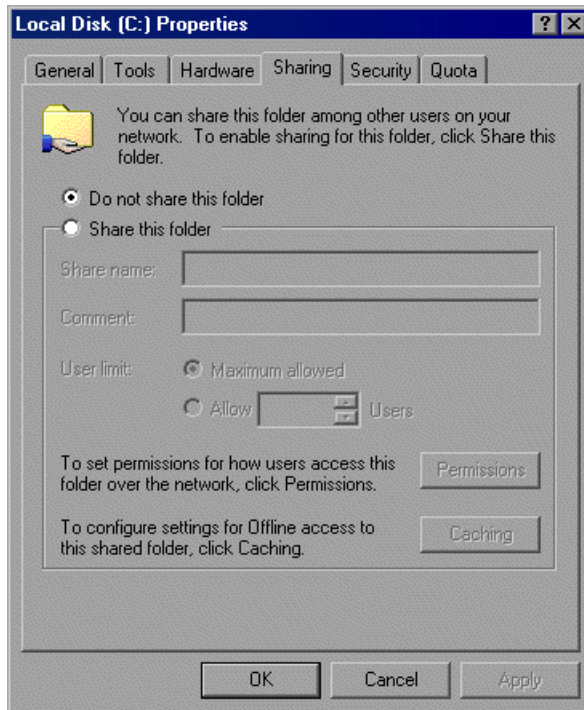 Local Disk (C:) Properties
General Tools Hardware Sharing Security Quota
You can share this folder among other users on your
network. To enable sharing for this folder, click Share this
folder.
Do not share this folder
Share this folder
Share name:
Comment:
User limit: Maximum allowed
Allow Users
To set permissions for how users access this
folder over the network, click Permissions.
Permissions
To configure settings for Offline access to
this shared folder, click Caching.
Caching
OK Cancel Apply